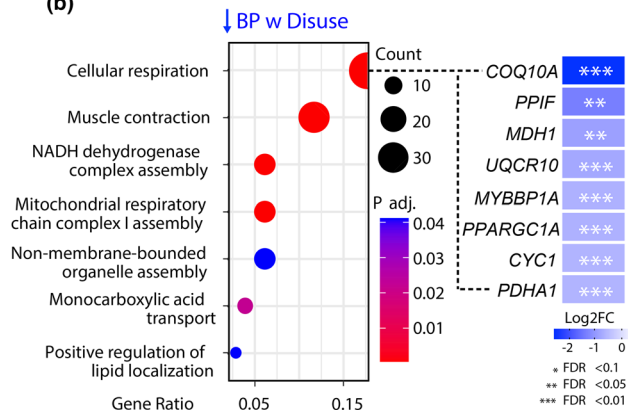 (b)
↓ BP w Disuse
Cellular respiration
Muscle contraction
NADH dehydrogenase
complex assembly
Mitochondrial respiratory
chain complex I assembly
Non-membrane-bounded
organelle assembly
Monocarboxylic acid
transport
Positive regulation of
lipid localization
Gene Ratio 0.05 0.15
Count
10
20
30
P adj.
0.04
0.03
0.02
0.01
COQ10A ***
PPIF **
MDH1 **
UQCR10 ***
MYBBP1A ***
PPARGC1A ***
CYC1 ***
PDHA1 ***
Log2FC
-2 -1 0
* FDR <0.1
** FDR <0.05
*** FDR <0.01